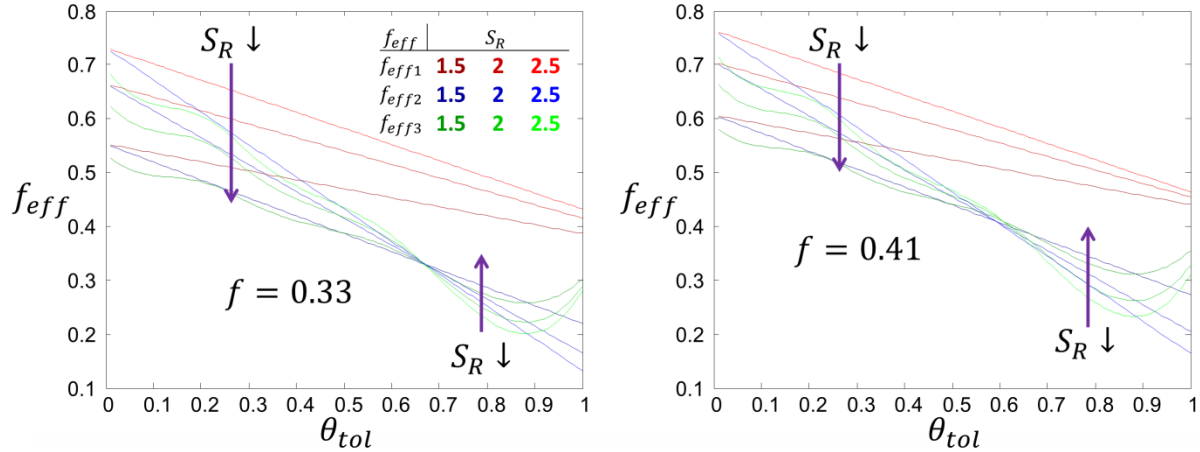 0.8
0.7
0.6
0.5
0.4
0.3
0.2
0.1
f_eff
S_R ↓
f_eff S_R
f_eff1 1.5 2 2.5
f_eff2 1.5 2 2.5
f_eff3 1.5 2 2.5
f = 0.33
S_R ↓
0 0.1 0.2 0.3 0.4 0.5 0.6 0.7 0.8 0.9 1
θ_tol
0.8
0.7
0.6
0.5
0.4
0.3
0.2
0.1
f_eff
S_R ↓
f = 0.41
S_R ↓
0 0.1 0.2 0.3 0.4 0.5 0.6 0.7 0.8 0.9 1
θ_tol